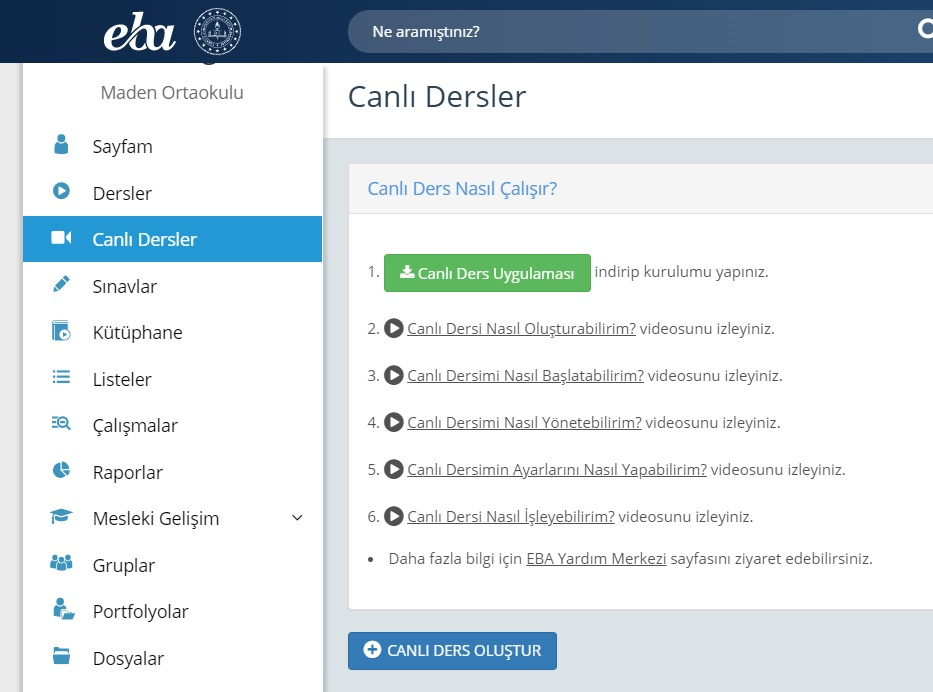 eba
Ne aramıştınız?
Maden Ortaokulu
Sayfam
Dersler
Canlı Dersler
Sınavlar
Kütüphane
Listeler
Çalışmalar
Raporlar
Mesleki Gelişim
Gruplar
Portfolyolar
Dosyalar
Canlı Dersler
Canlı Ders Nasıl Çalışır?
1. Canlı Ders Uygulaması indirip kurulumu yapınız.
2. Canlı Dersi Nasıl Oluşturabilirim? videosunu izleyiniz.
3. Canlı Dersimi Nasıl Başlatabilirim? videosunu izleyiniz.
4. Canlı Dersimi Nasıl Yönetebilirim? videosunu izleyiniz.
5. Canlı Dersimin Ayarlarını Nasıl Yapabilirim? videosunu izleyiniz.
6. Canlı Dersi Nasıl İşleyebilirim? videosunu izleyiniz.
• Daha fazla bilgi için EBA Yardım Merkezi sayfasını ziyaret edebilirsiniz.
CANLI DERS OLUŞTUR